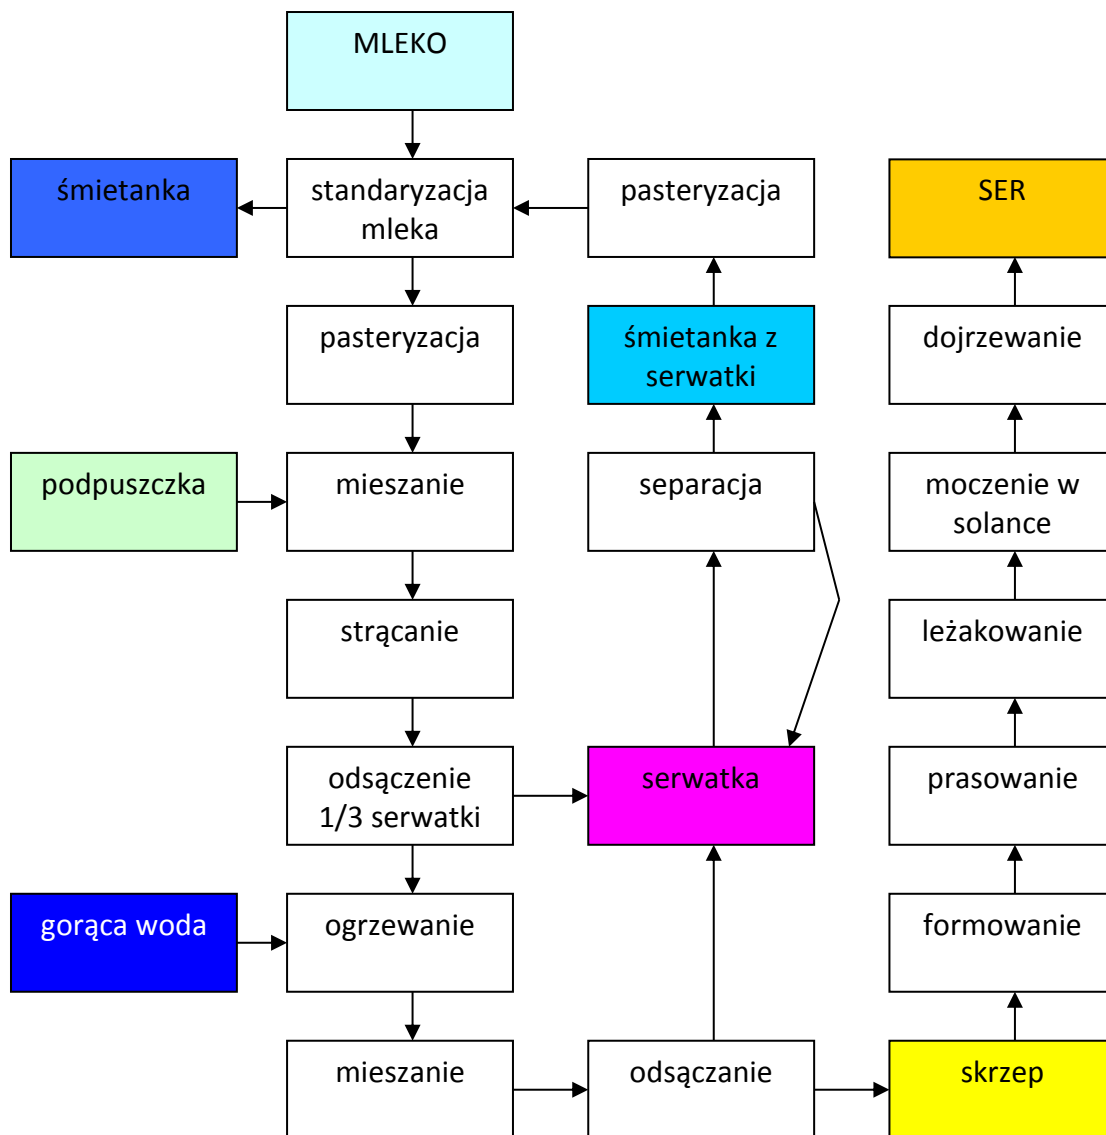 MLEKO
śmietanka
standaryzacja
mleka
pasteryzacja
SER
pasteryzacja
śmietanka z
serwatki
dojrzewanie
podpuszczka
mieszanie
separacja
moczenie w
solance
strącanie
leżakowanie
odsączenie
1/3 serwatki
serwatka
prasowanie
gorąca woda
ogrzewanie
formowanie
mieszanie
odsączanie
skrzep